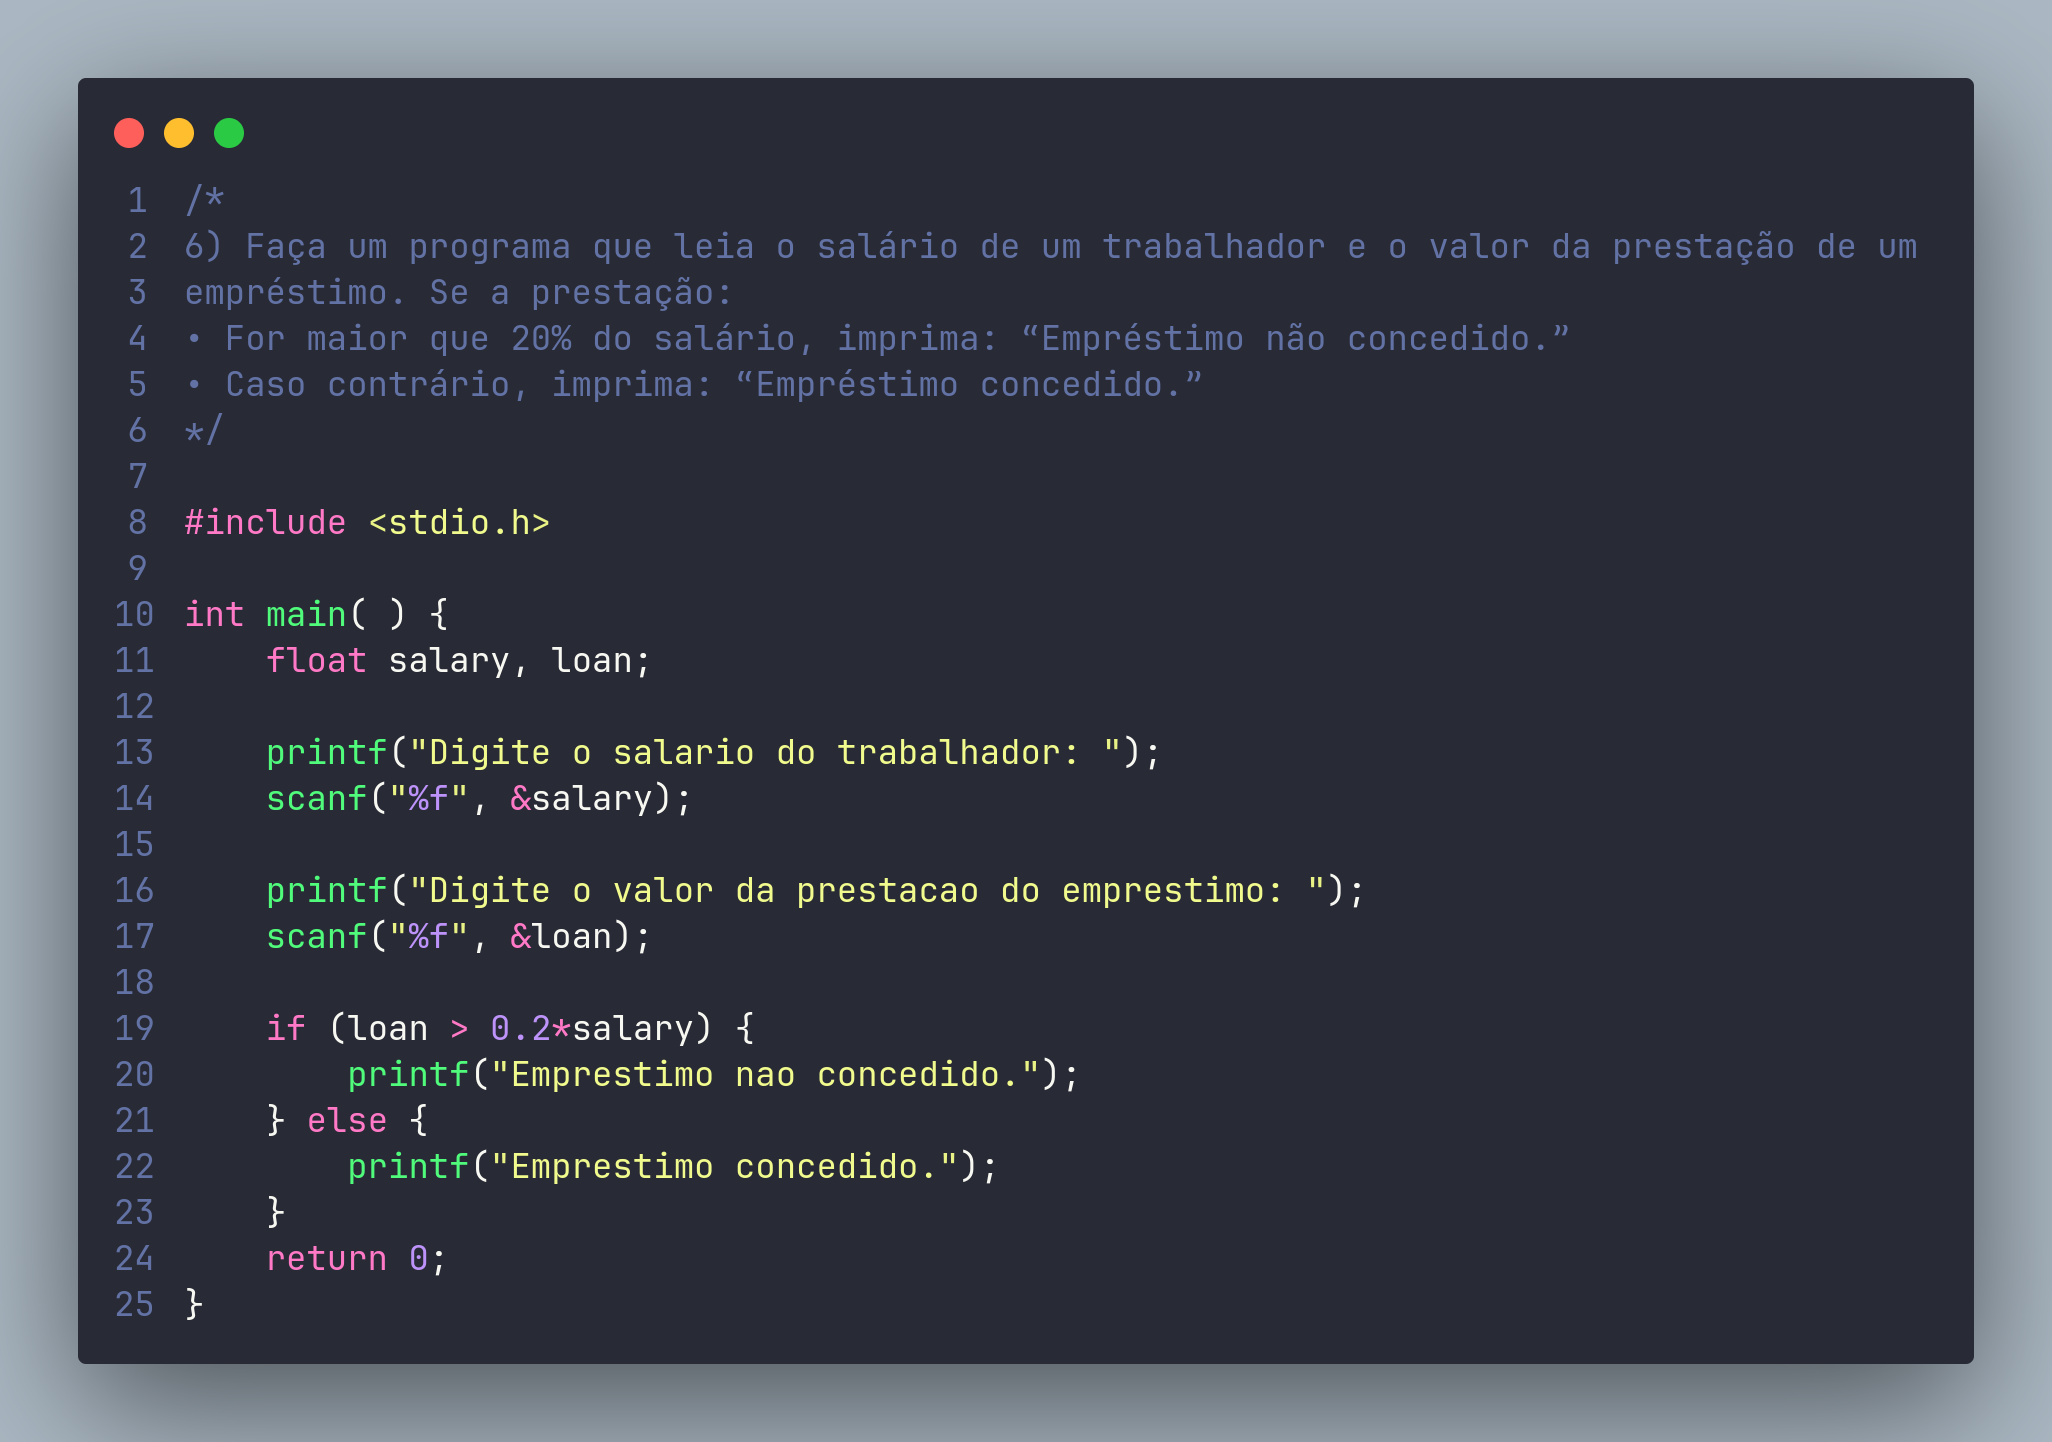 1 /*
2 6) Faça um programa que leia o salário de um trabalhador e o valor da prestação de um
3 empréstimo. Se a prestação:
4 • For maior que 20% do salário, imprima: “Empréstimo não concedido.”
5 • Caso contrário, imprima: “Empréstimo concedido.”
6 */
7
8 #include <stdio.h>
9
10 int main( ) {
11     float salary, loan;
12
13     printf("Digite o salario do trabalhador: ");
14     scanf("%f", &salary);
15
16     printf("Digite o valor da prestacao do emprestimo: ");
17     scanf("%f", &loan);
18
19     if (loan > 0.2*salary) {
20         printf("Emprestimo nao concedido.");
21     } else {
22         printf("Emprestimo concedido.");
23     }
24     return 0;
25 }